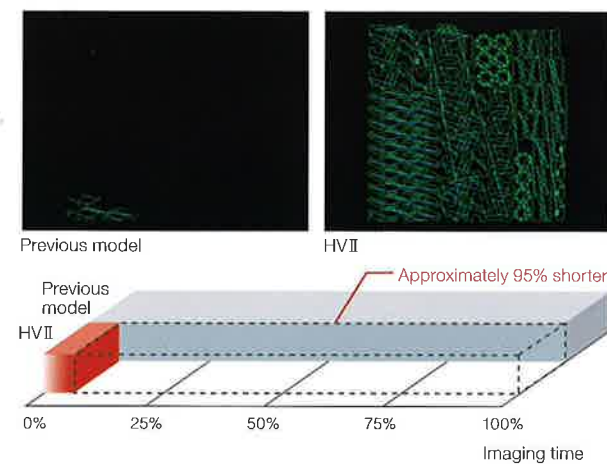 Previous model
HVⅡ
Approximately 95% shorter
Previous
model
HVⅡ
0%
25%
50%
75%
100%
Imaging time